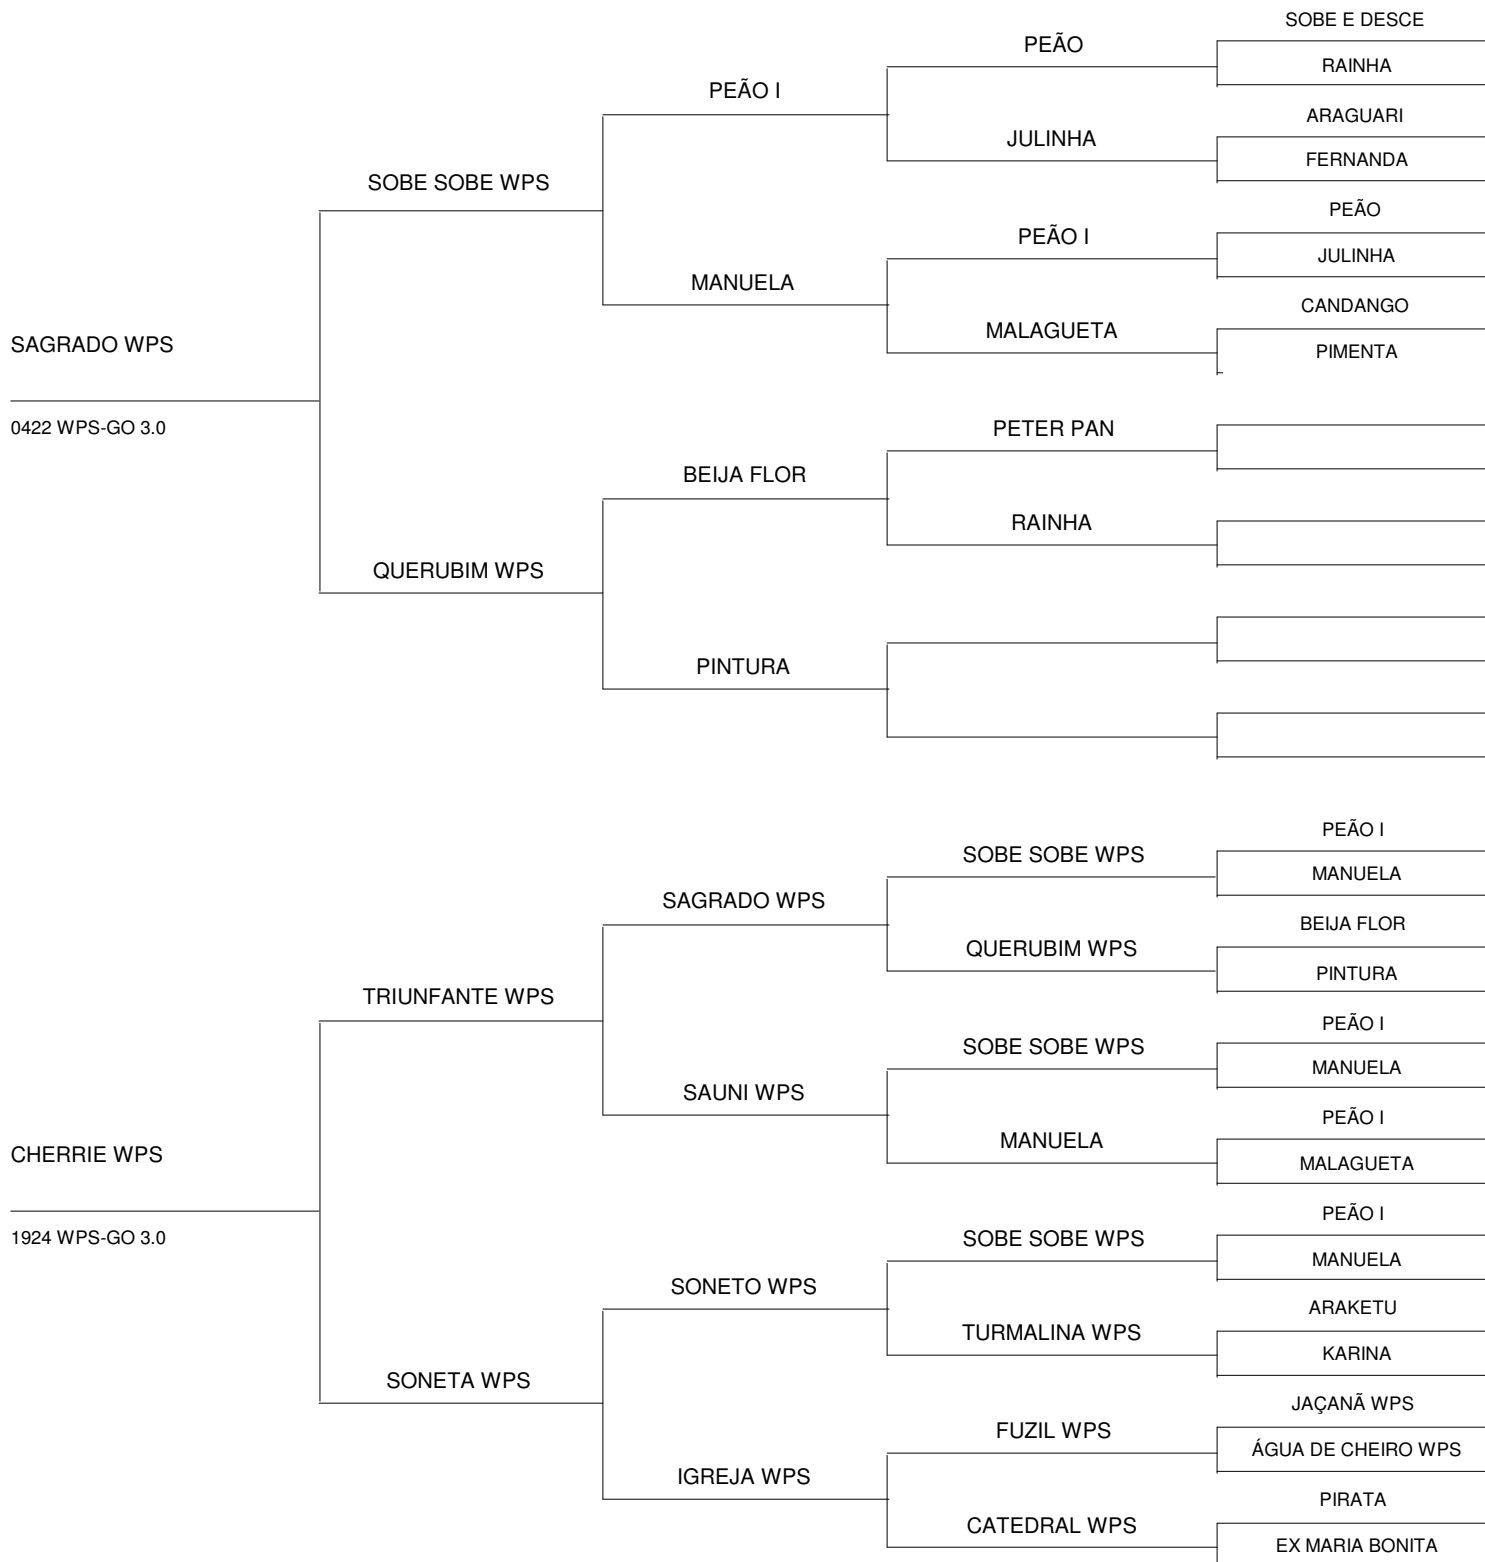 SOBE E DESCE
PEÃO
RAINHA
PEÃO I
ARAGUARI
JULINHA
FERNANDA
SOBE SOBE WPS
PEÃO
PEÃO I
JULINHA
MANUELA
CANDANGO
MALAGUETA
SAGRADO WPS
PIMENTA
0422 WPS-GO 3.0
PETER PAN
BEIJA FLOR
RAINHA
QUERUBIM WPS
PINTURA
PEÃO I
SOBE SOBE WPS
MANUELA
SAGRADO WPS
BEIJA FLOR
QUERUBIM WPS
PINTURA
TRIUNFANTE WPS
PEÃO I
SOBE SOBE WPS
MANUELA
SAUNI WPS
PEÃO I
MANUELA
CHERRIE WPS
MALAGUETA
PEÃO I
1924 WPS-GO 3.0
SOBE SOBE WPS
MANUELA
SONETO WPS
ARAKETU
TURMALINA WPS
KARINA
SONETA WPS
JAÇANÃ WPS
FUZIL WPS
ÁGUA DE CHEIRO WPS
IGREJA WPS
PIRATA
CATEDRAL WPS
EX MARIA BONITA